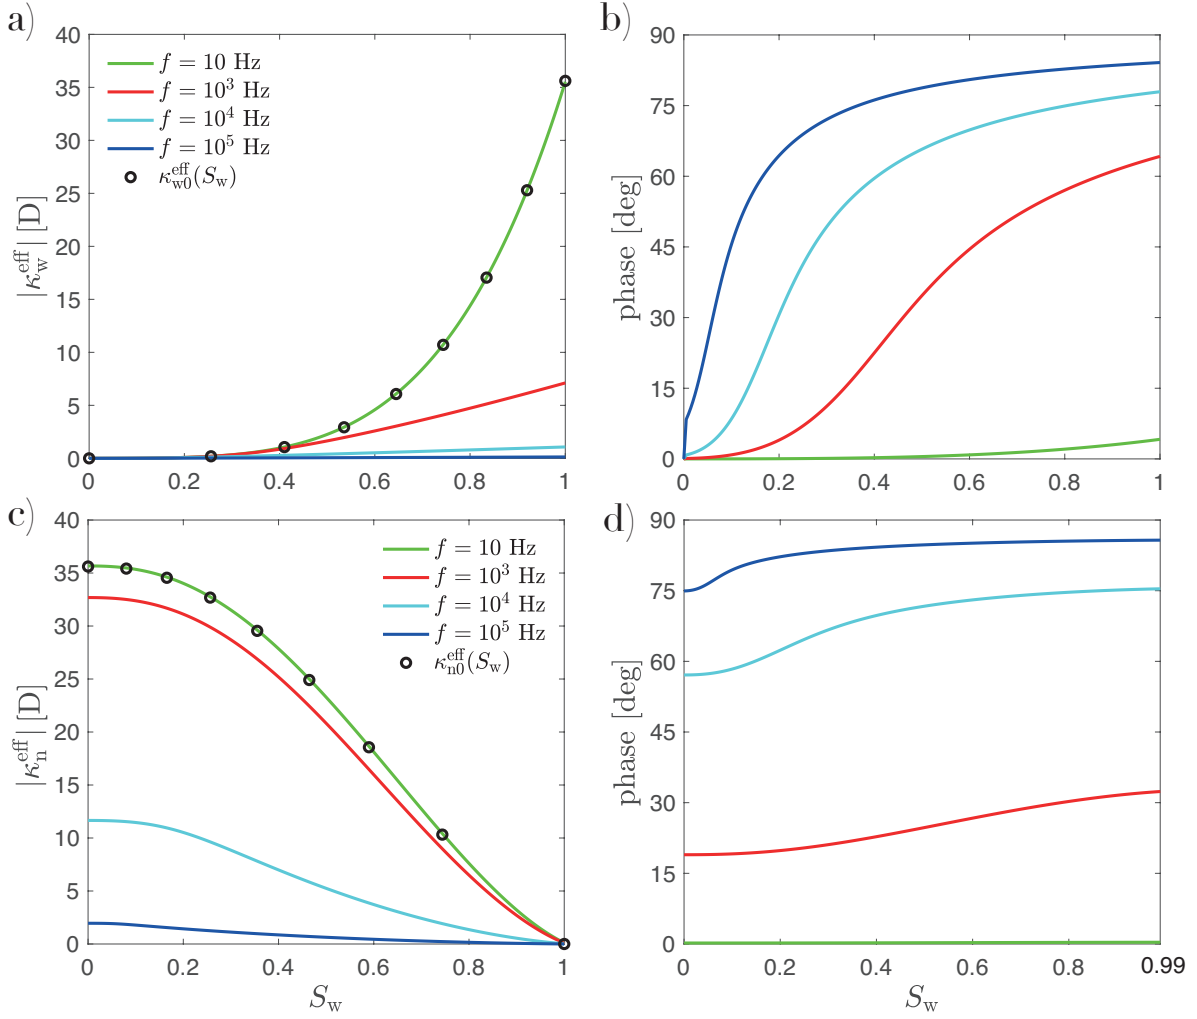 a)
40
35
30
25
20
15
10
5
0
|κ_w^eff| [D]
f = 10 Hz
f = 10^3 Hz
f = 10^4 Hz
f = 10^5 Hz
κ_w0^eff(S_w)
0 0.2 0.4 0.6 0.8 1
b)
90
75
60
45
30
15
0
phase [deg]
0 0.2 0.4 0.6 0.8 1
c)
40
35
30
25
20
15
10
5
0
|κ_n^eff| [D]
f = 10 Hz
f = 10^3 Hz
f = 10^4 Hz
f = 10^5 Hz
κ_n0^eff(S_w)
0 0.2 0.4 0.6 0.8 1
S_w
d)
90
75
60
45
30
15
0
phase [deg]
0 0.2 0.4 0.6 0.8 0.99
S_w